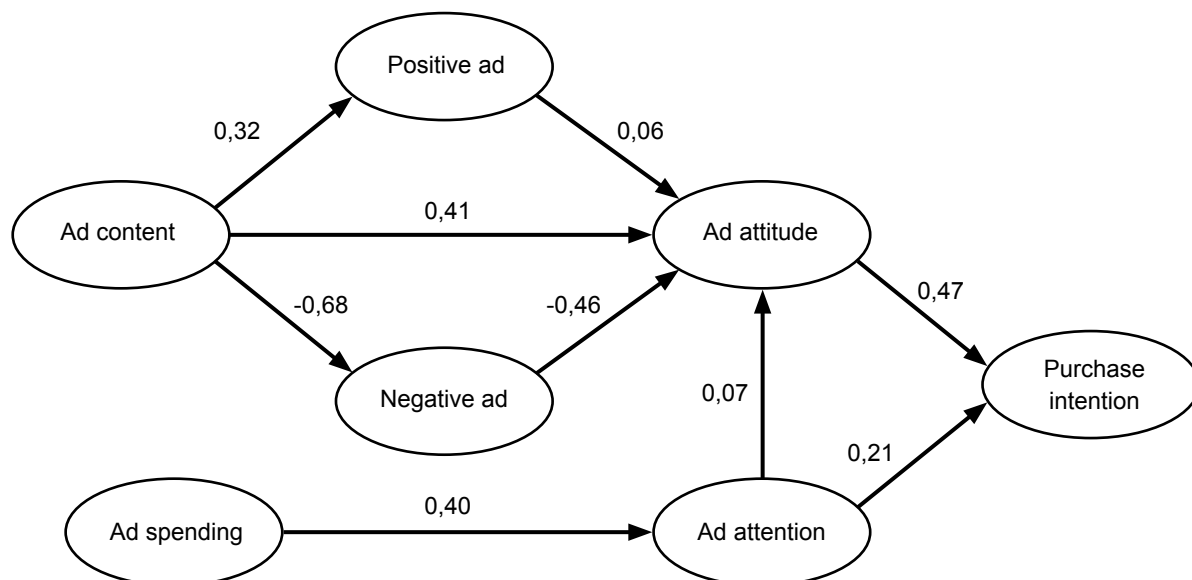 Positive ad
0,32
0,06
Ad content
0,41
Ad attitude
-0,68
-0,46
0,47
Negative ad
0,07
Purchase
intention
0,21
Ad spending
0,40
Ad attention